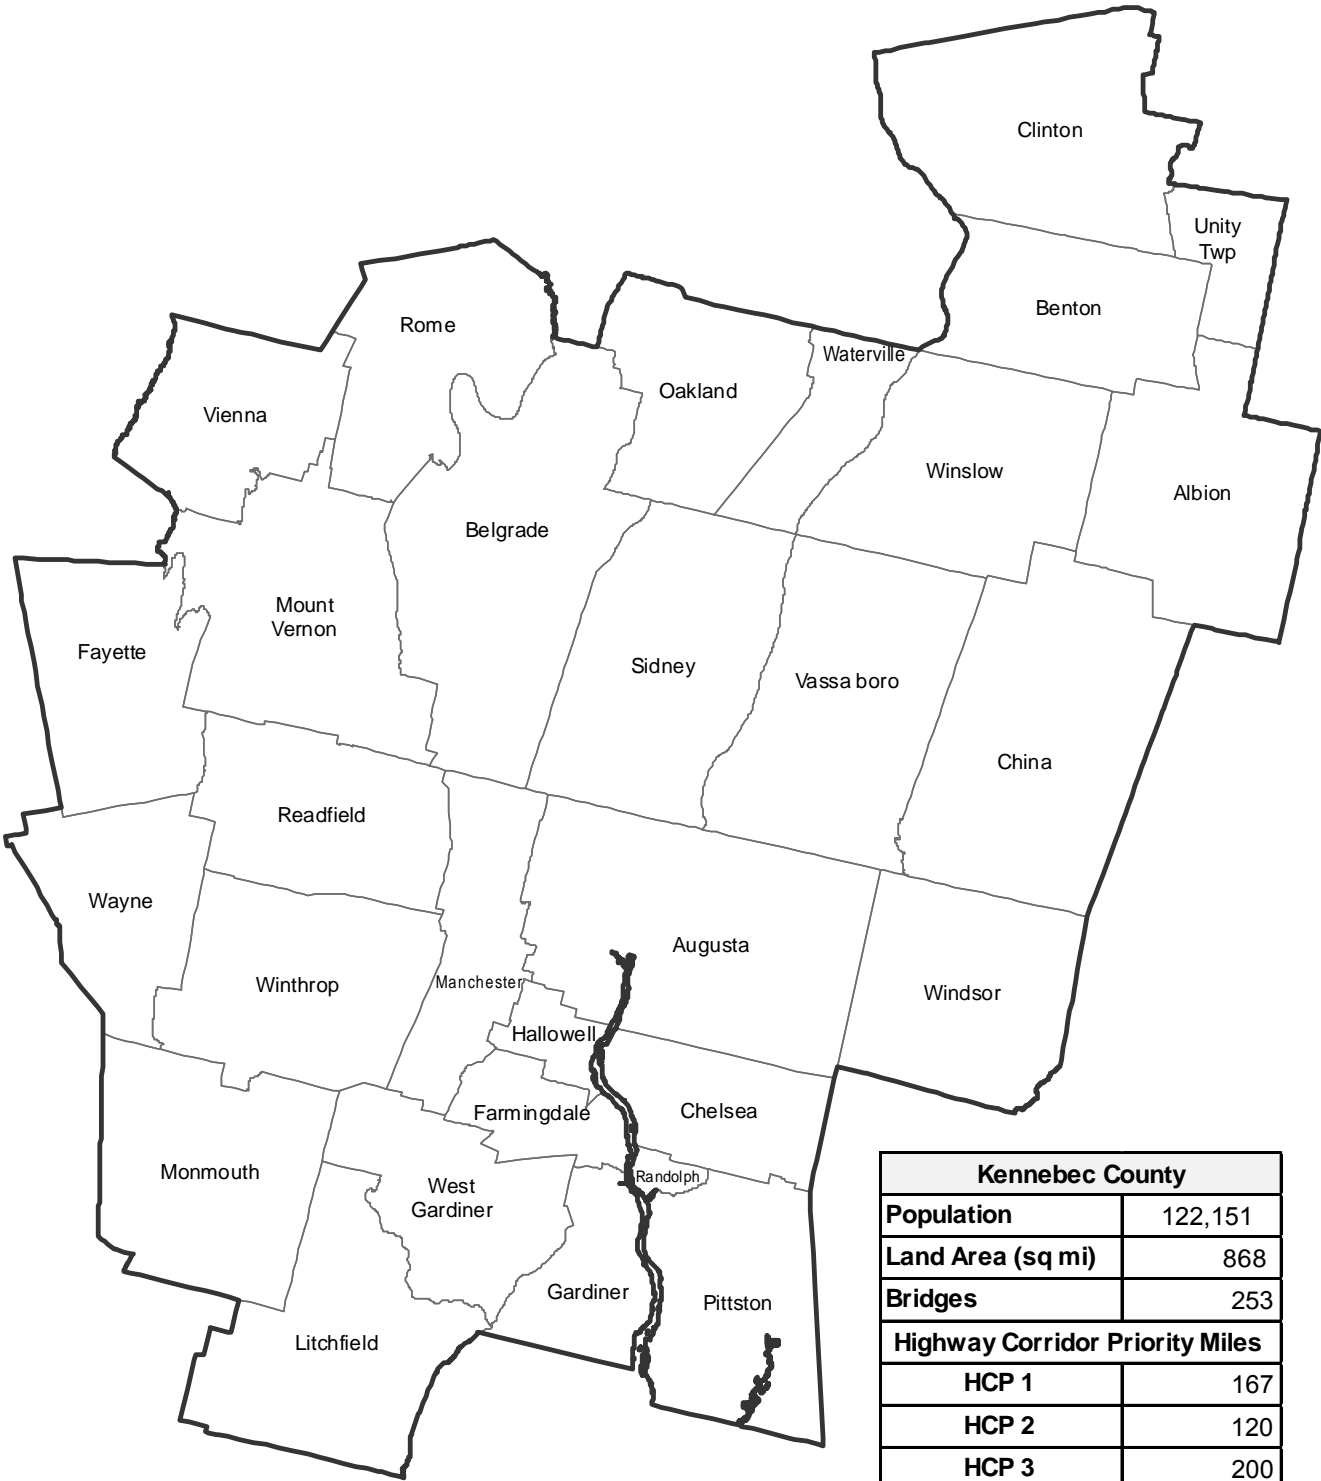 Clinton
Unity
Twp
Benton
Rome
Waterville
Oakland
Vienna
Winslow
Albion
Belgrade
Mount
Vernon
Fayette
Sidney
Vassa boro
China
Readfield
Wayne
Augusta
Winthrop
Manchester
Windsor
Hallowell
Farmingdale
Chelsea
Monmouth
West
Gardiner
Randolph
Gardiner
Pittston
Litchfield
Kennebec County
Population 122,151
Land Area (sq mi) 868
Bridges 253
Highway Corridor Priority Miles
HCP 1 167
HCP 2 120
HCP 3 200